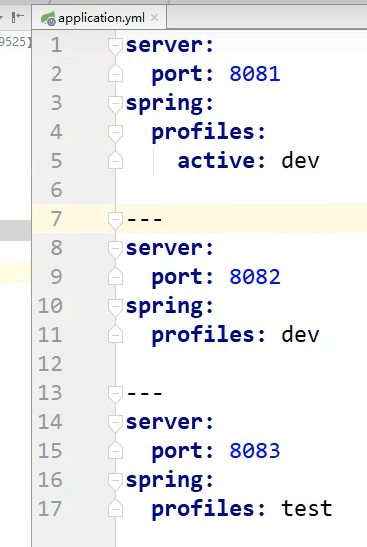 9525]
application.yml
1 server:
2   port: 8081
3 spring:
4   profiles:
5     active: dev
6
7 ---
8 server:
9   port: 8082
10 spring:
11   profiles: dev
12
13 ---
14 server:
15   port: 8083
16 spring:
17   profiles: test